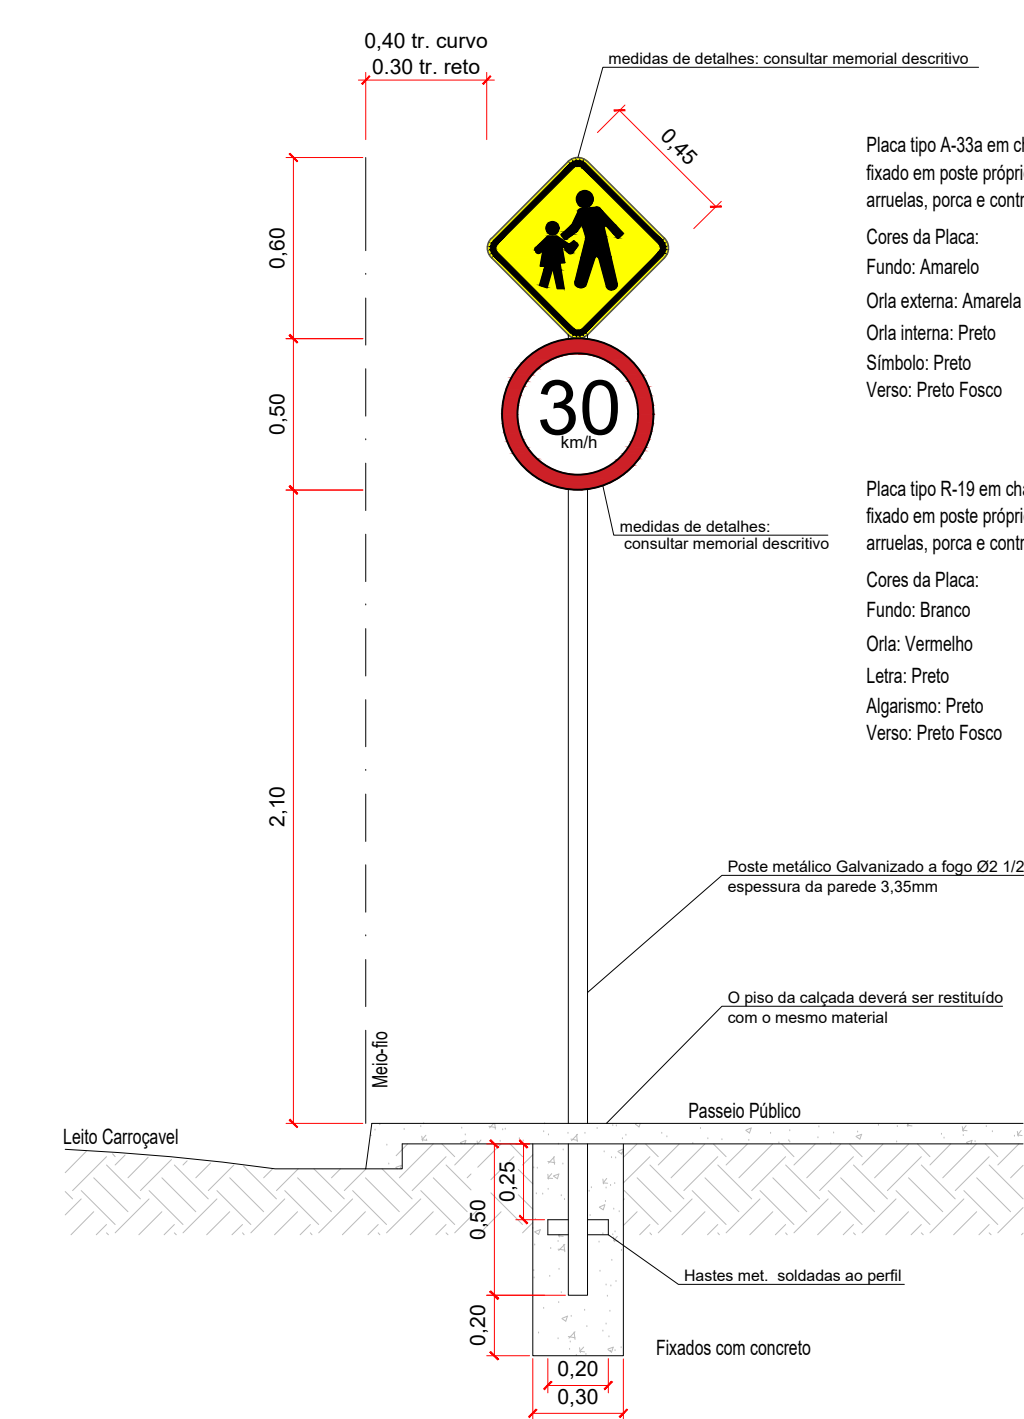 0,40 tr. curvo
0.30 tr. reto
medidas de detalhes: consultar memorial descritivo
0,45
0,60
0,50
2,10
30
km/h
medidas de detalhes:
consultar memorial descritivo
Placa tipo A-33a em
fixado em poste
arruelas, porca e
Cores da Placa:
Fundo: Amarelo
Orla externa: Amarela
Orla interna: Preto
Símbolo: Preto
Verso: Preto Fosco
Placa tipo R-19 em
fixado em poste
arruelas, porca e
Cores da Placa:
Fundo: Branco
Orla: Vermelho
Letra: Preto
Algarismo: Preto
Verso: Preto Fosco
Poste metálico Galvanizado a fogo Ø2 1/2
espessura da parede 3,35mm
O piso da calçada deverá ser restituído
com o mesmo material
Meio-fio
Passeio Público
Leito Carroçavel
0,25
0,50
0,20
Hastes met. soldadas ao perfil
Fixados com concreto
0,20
0,30